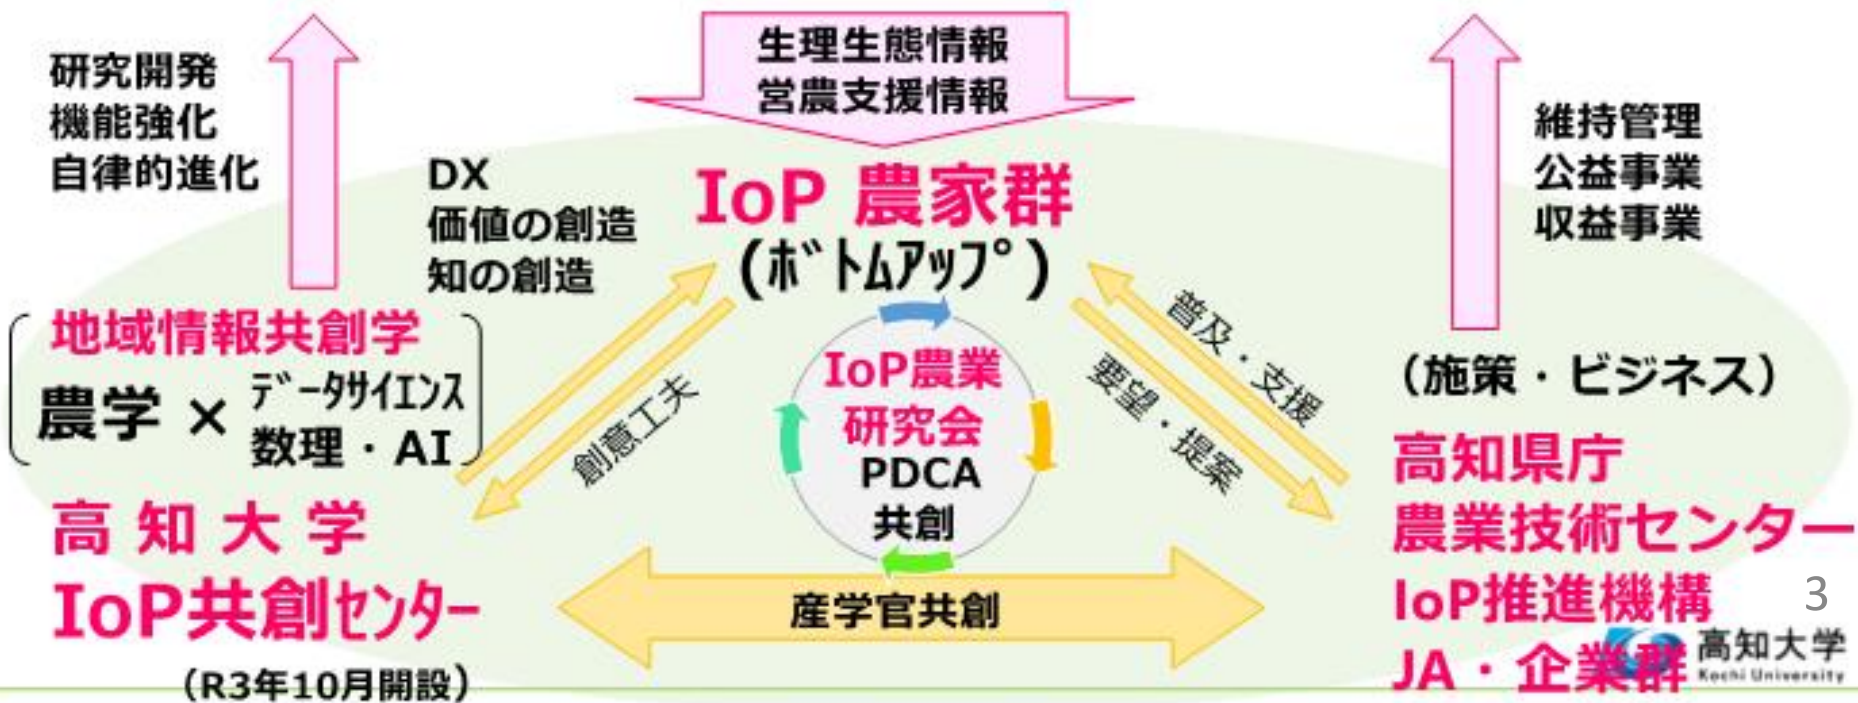 研究開発
機能強化
自律的進化
生理生態情報
営農支援情報
維持管理
公益事業
収益事業
DX
価値の創造
知の創造
IoP 農家群
(ﾎﾞﾄﾑｱｯﾌﾟ)
地域情報共創学
農学 × ﾃﾞｰﾀｻｲｴﾝｽ
数理・AI
創意工夫
IoP農業
研究会
PDCA
共創
普及・支援
要望・提案
（施策・ビジネス）
高知県庁
農業技術センター
IoP推進機構
JA・企業群
高 知 大 学
IoP共創ｾﾝﾀｰ
（R3年10月開設）
産学官共創
3
高知大学
Kochi University